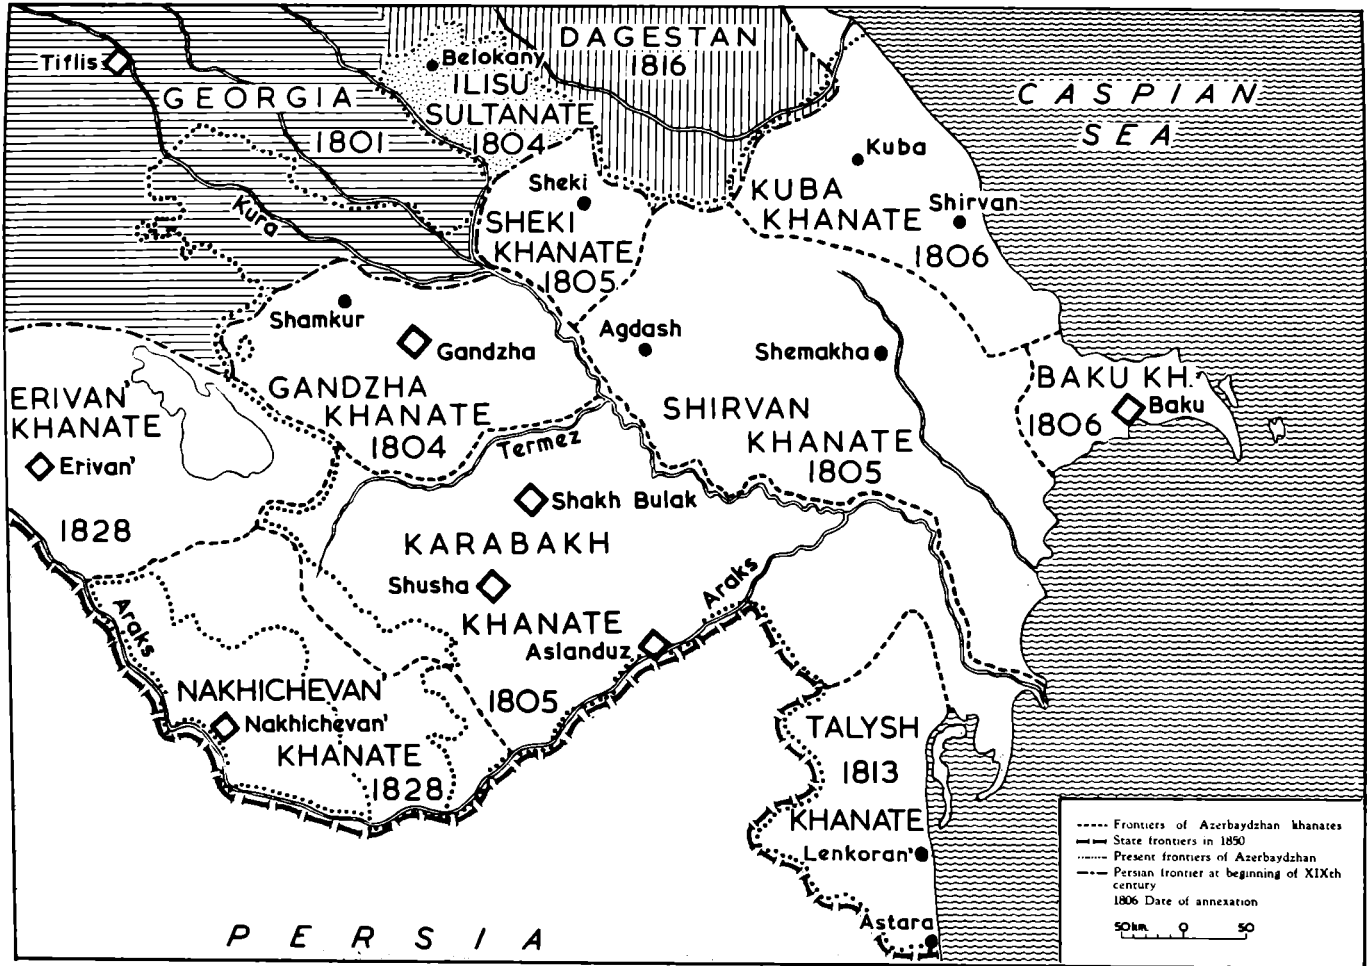 Tiflis
GEORGIA
1801
Belokany
ILISU
SULTANATE
1804
DAGESTAN
1816
CASPIAN
SEA
Kuba
KUBA
KHANATE
Shirvan
1806
Sheki
SHEKI
KHANATE
1805
Kura
Shamkur
Gandzha
GANDZHA
KHANATE
1804
Agdash
Shemakha
SHIRVAN
KHANATE
1805
BAKU KH.
Baku
1806
ERIVAN'
KHANATE
Erivan'
1828
Termez
Shakh Bulak
KARABAKH
Shusha
KHANATE
Aslanduz
1805
Araks
Araks
NAKHICHEVAN
Nakhichevan'
KHANATE
1828
TALYSH
1813
KHANATE
Lenkoran'
Astara
PERSIA
Frontiers of Azerbaydzhan khanates
State frontiers in 1850
Present frontiers of Azerbaydzhan
Persian frontier at beginning of XIXth
century
1806 Date of annexation
50km. 0 50